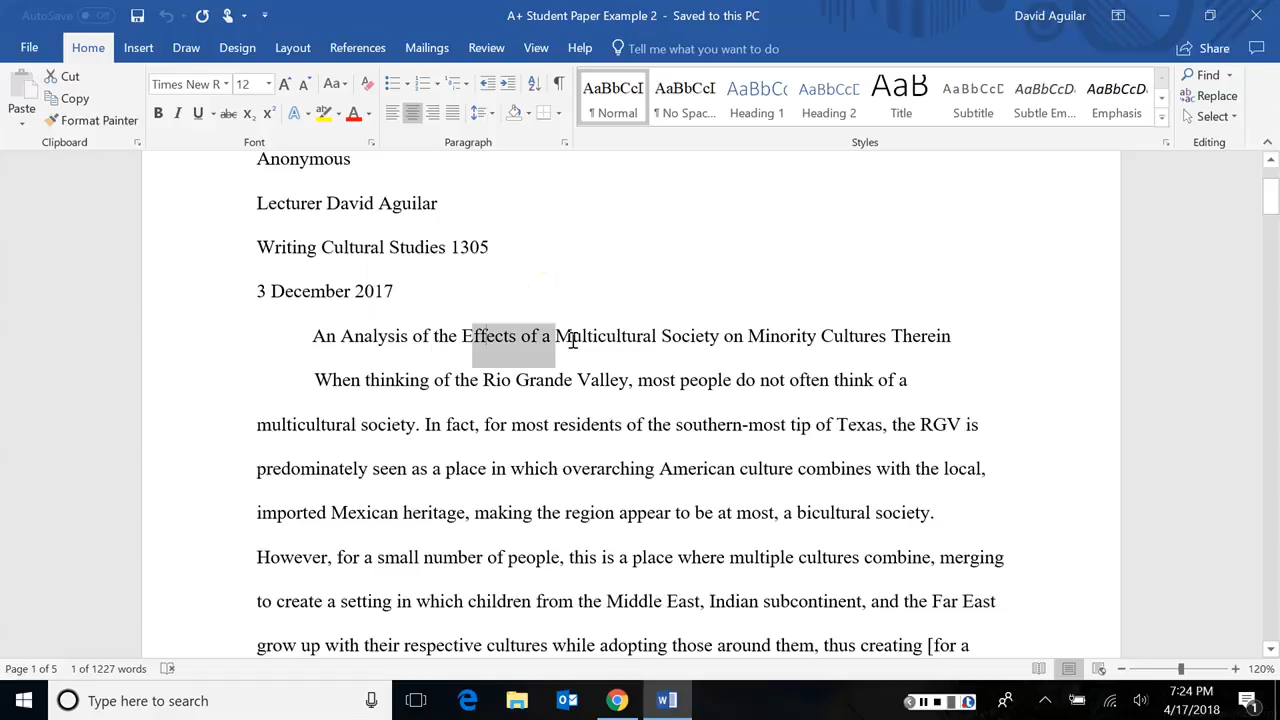 AutoSave Off
A+ Student Paper Example 2 - Saved to this PC
David Aguilar
File Home Insert Draw Design Layout References Mailings Review View Help Tell me what you want to do Share
Paste
Cut
Copy
Format Painter
Clipboard
Times New R 12
Font
Paragraph
AaBbCcI AaBbCcI AaBbCc AaBbCcD AaB AaBbCcD AaBbCcD AaBbCcD
¶ Normal ¶ No Spac... Heading 1 Heading 2 Title Subtitle Subtle Em... Emphasis
Styles
Find
Replace
Select
Editing
Anonymous
Lecturer David Aguilar
Writing Cultural Studies 1305
3 December 2017
An Analysis of the Effects of a Multicultural Society on Minority Cultures Therein
When thinking of the Rio Grande Valley, most people do not often think of a
multicultural society. In fact, for most residents of the southern-most tip of Texas, the RGV is
predominately seen as a place in which overarching American culture combines with the local,
imported Mexican heritage, making the region appear to be at most, a bicultural society.
However, for a small number of people, this is a place where multiple cultures combine, merging
to create a setting in which children from the Middle East, Indian subcontinent, and the Far East
grow up with their respective cultures while adopting those around them, thus creating [for a
Page 1 of 5 1 of 1227 words
120%
Type here to search
7:24 PM
4/17/2018